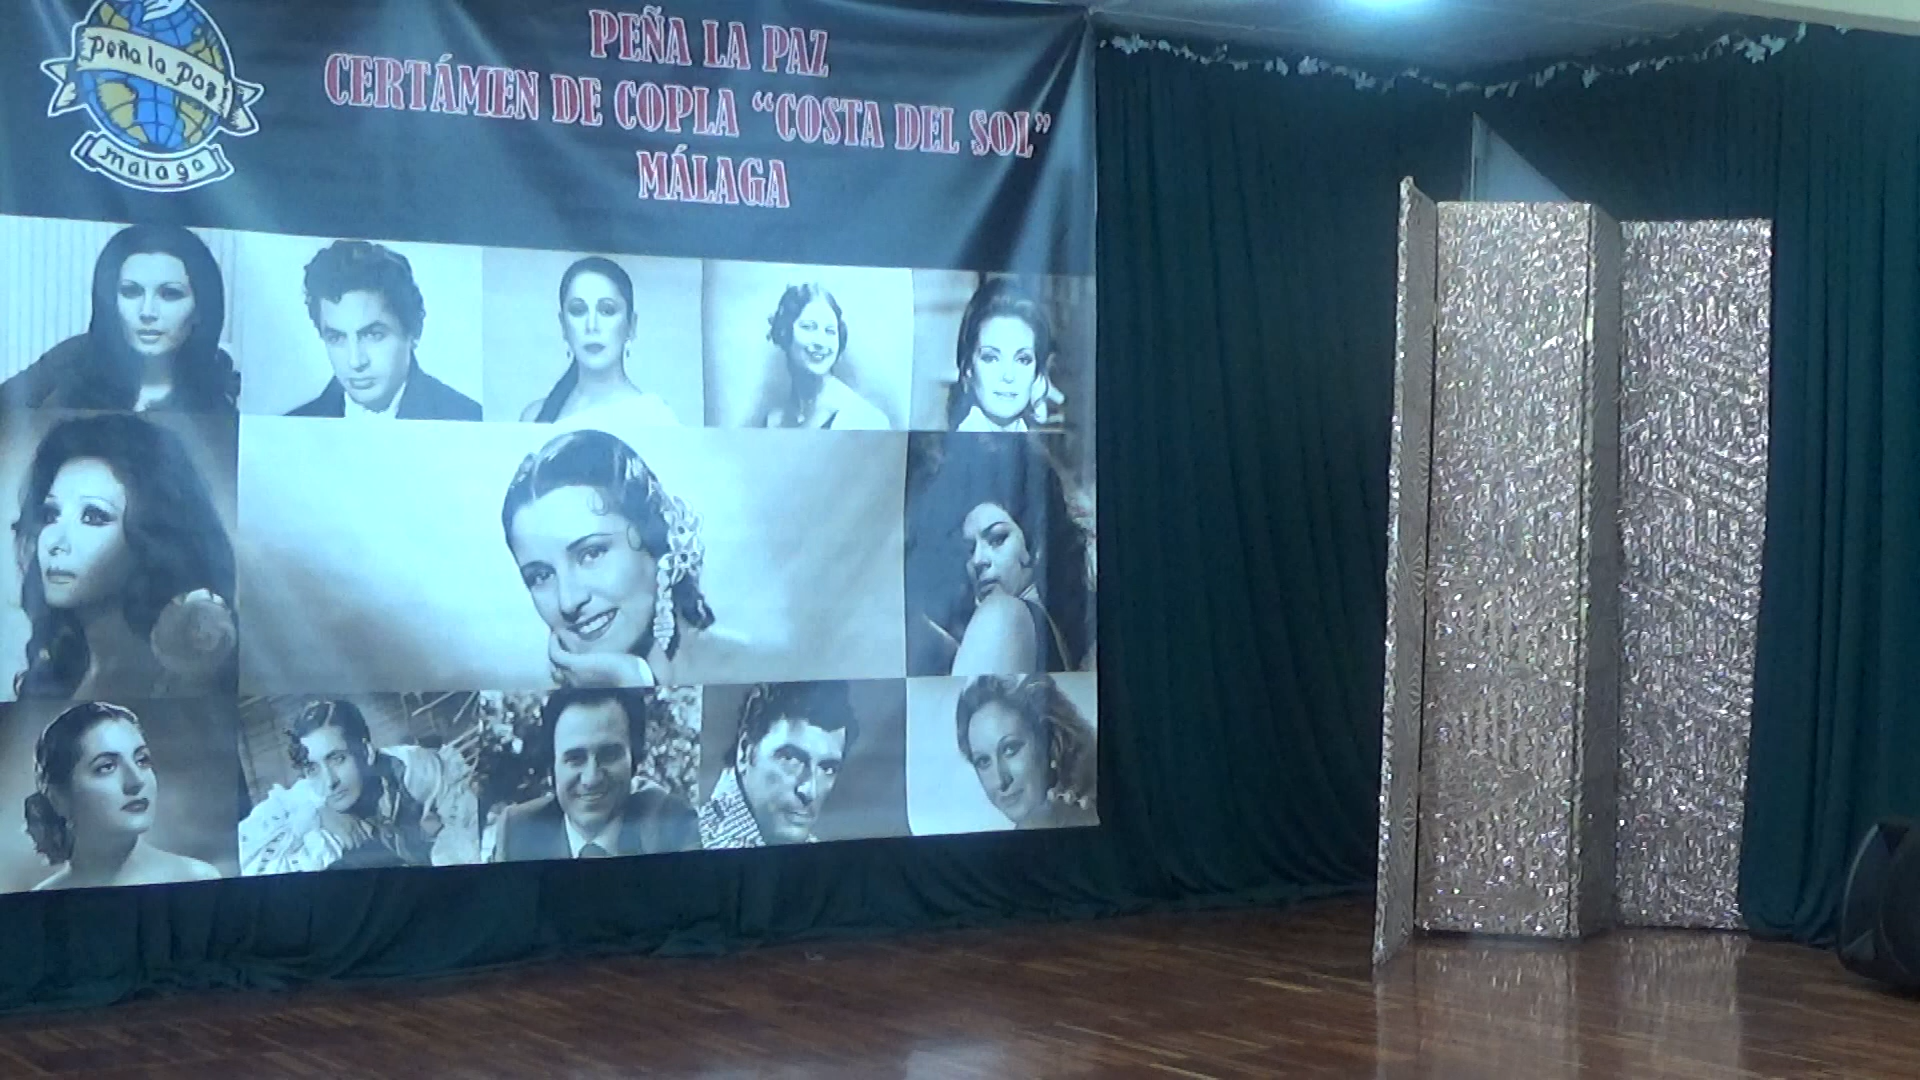 Peña la Paz
málaga
PEÑA LA PAZ
CERTÁMEN DE COPLA “COSTA DEL SOL”
MÁLAGA